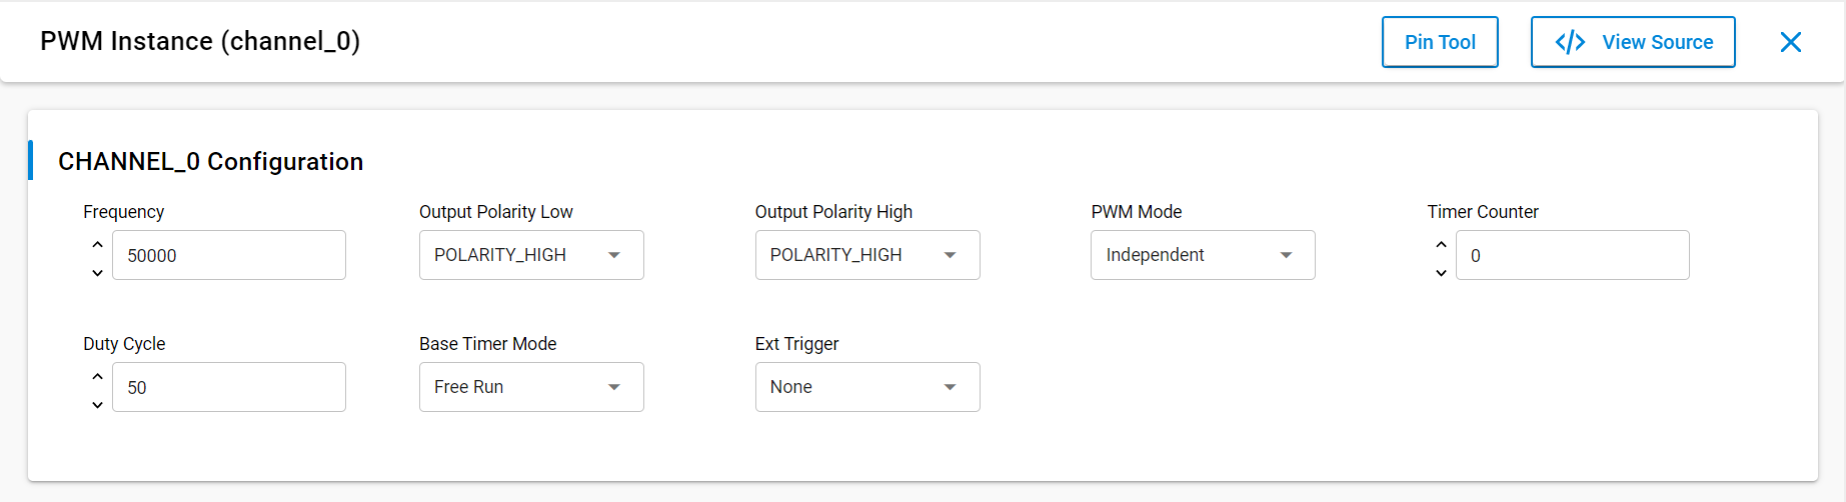 PWM Instance (channel_0)
Pin Tool
</> View Source
CHANNEL_0 Configuration
Frequency
50000
Output Polarity Low
POLARITY_HIGH
Output Polarity High
POLARITY_HIGH
PWM Mode
Independent
Timer Counter
0
Duty Cycle
50
Base Timer Mode
Free Run
Ext Trigger
None